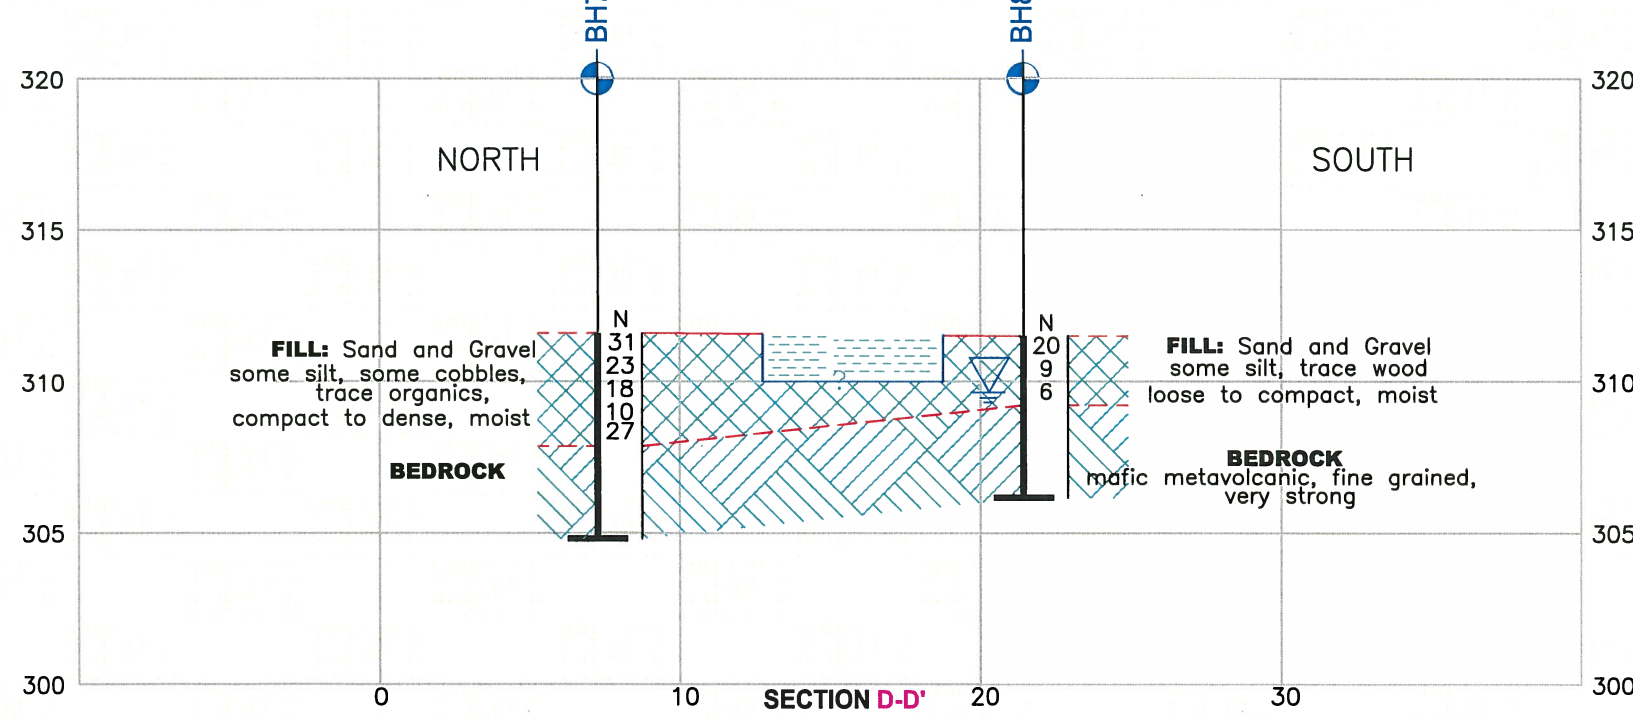 BH
BH8
320
320
NORTH
SOUTH
315
315
N
N
FILL: Sand and Gravel
some silt, some cobbles,
trace organics,
compact to dense, moist
31
23
18
10
27
20
9
6
FILL: Sand and Gravel
some silt, trace wood
loose to compact, moist
310
310
?
BEDROCK
BEDROCK
mafic metavolcanic, fine grained,
very strong
305
305
300
300
0
10
SECTION D-D'
20
30